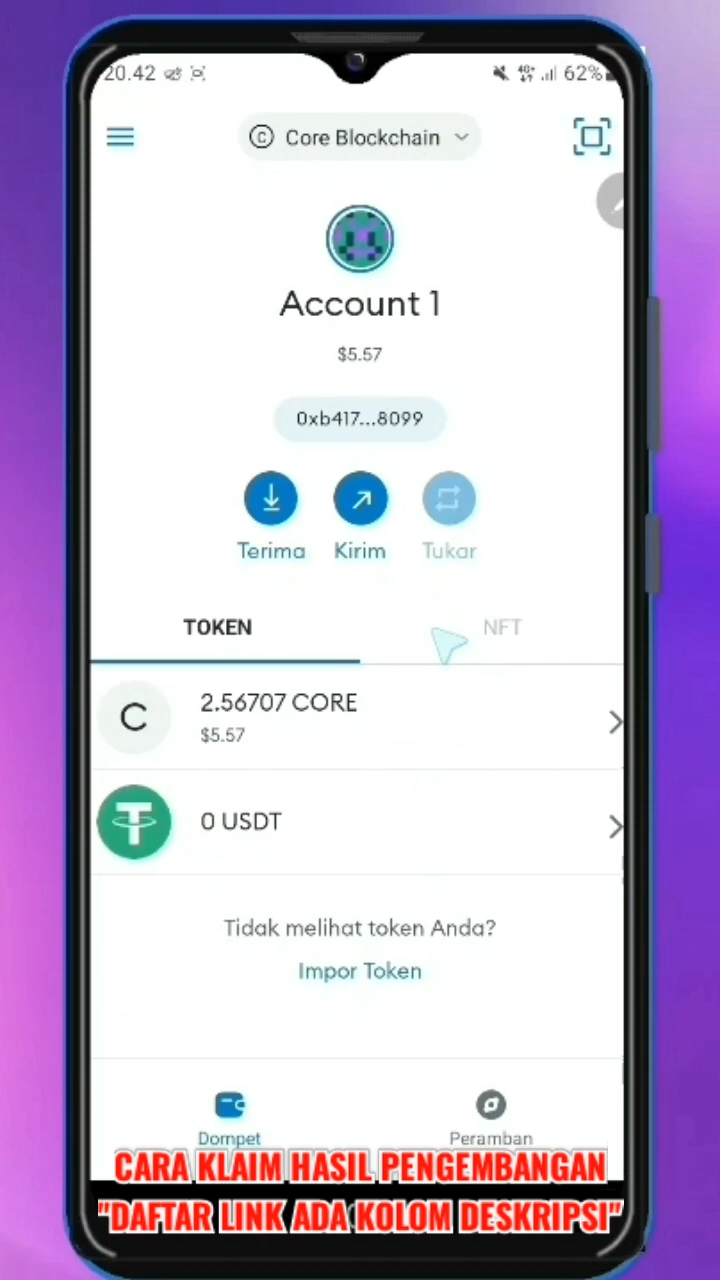 20.42 62%
Core Blockchain
Account 1
$5.57
0xb417...8099
Terima Kirim Tukar
TOKEN NFT
C 2.56707 CORE
$5.57
0 USDT
Tidak melihat token Anda?
Impor Token
Dompet Peramban
CARA KLAIM HASIL PENGEMBANGAN
"DAFTAR LINK ADA KOLOM DESKRIPSI"